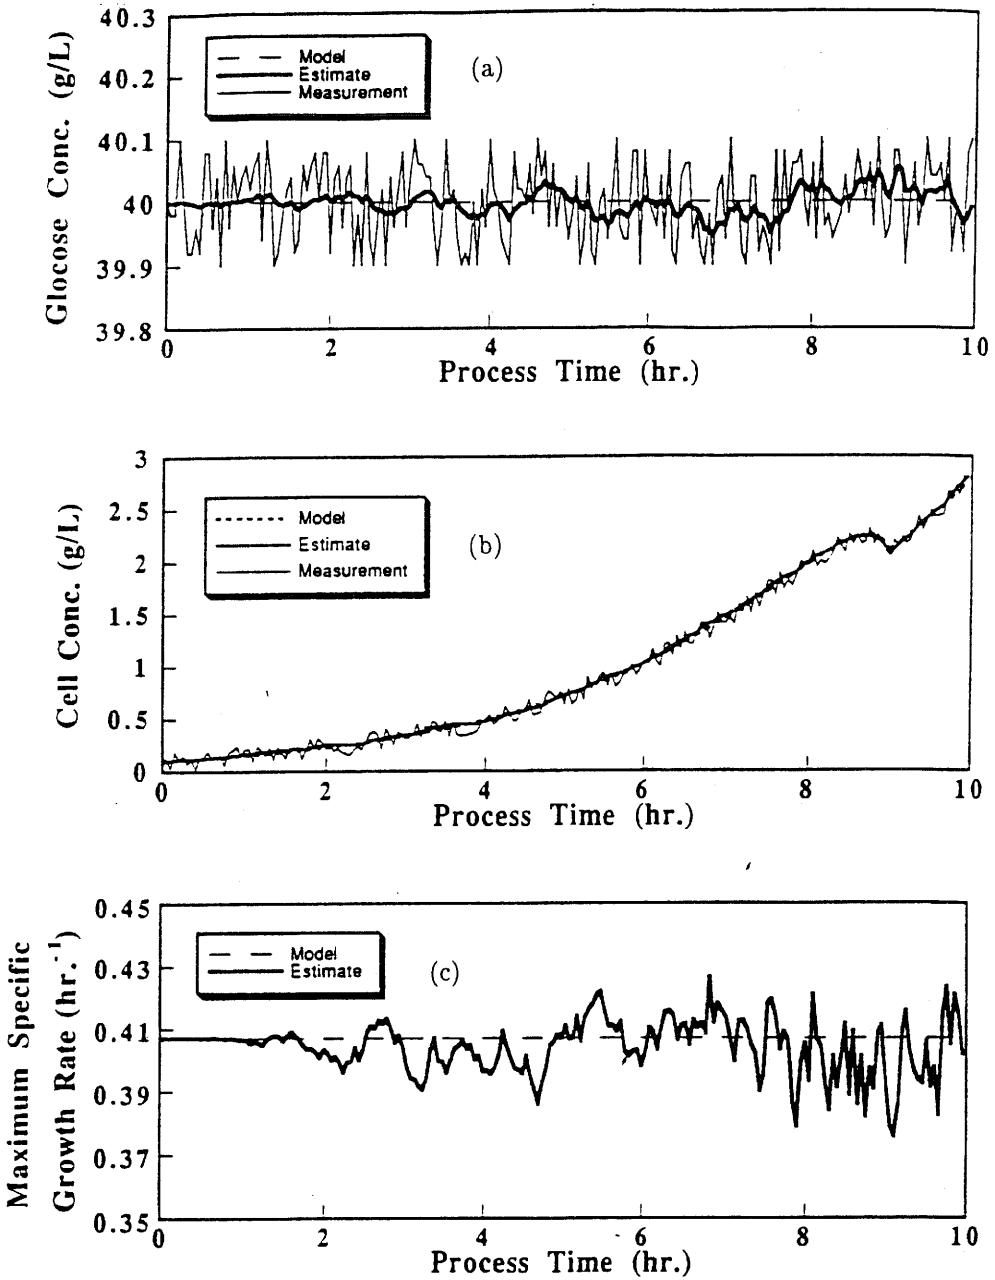 Glocose Conc. (g/L)
40.3
40.2
40.1
40
39.9
39.8
Model
Estimate
Measurement
(a)
0 2 4 6 8 10
Process Time (hr.)
Cell Conc. (g/L)
3
2.5
2
1.5
1
0.5
0
Model
Estimate
Measurement
(b)
0 2 4 6 8 10
Process Time (hr.)
Maximum Specific
Growth Rate (hr.-1)
0.45
0.43
0.41
0.39
0.37
0.35
Model
Estimate
(c)
0 2 4 6 8 10
Process Time (hr.)